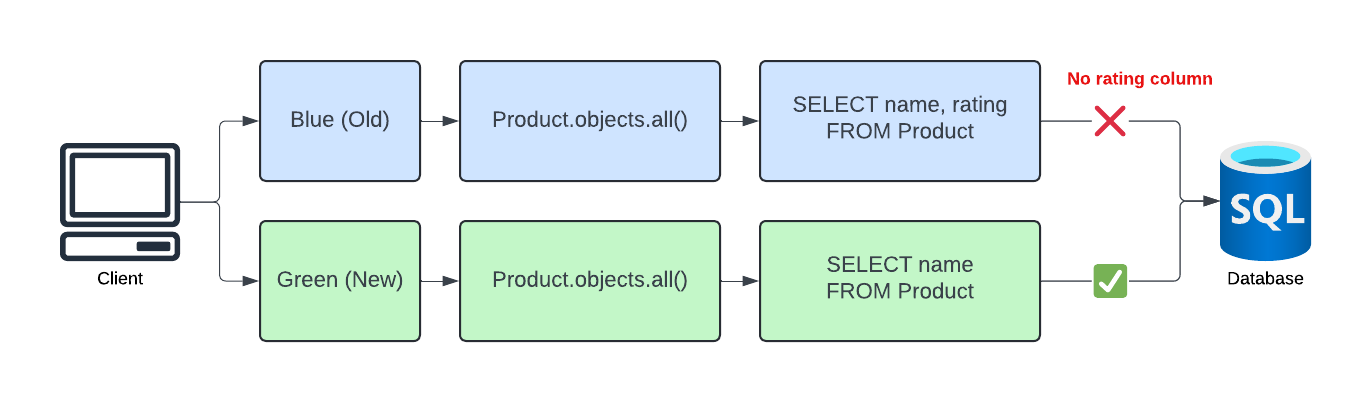 No rating column
Blue (Old)
Product.objects.all()
SELECT name, rating
FROM Product
Client
Green (New)
Product.objects.all()
SELECT name
FROM Product
SQL
Database